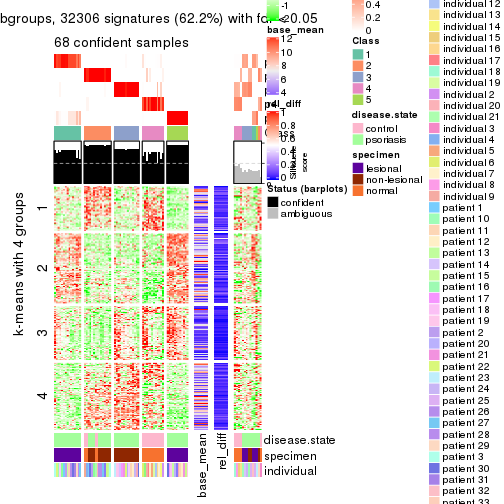 bgroups, 32306 signatures (62.2%) with fdr <0.05
68 confident samples
1
2
3
4
k-means with 4 groups
base_mean
rel_diff
disease.state
specimen
individual
-1
base_mean
12
10
8
6
4
rel_diff
1
0.8
0.6
0.4
0.2
0
Silhouette
score
Status (barplots)
confident
ambiguous
0.4
0.2
0
Class
1
2
3
4
5
disease.state
control
psoriasis
specimen
lesional
non-lesional
normal
individual 12
individual 13
individual 14
individual 15
individual 16
individual 17
individual 18
individual 19
individual 2
individual 20
individual 21
individual 3
individual 4
individual 5
individual 6
individual 7
individual 8
individual 9
patient 1
patient 10
patient 11
patient 12
patient 13
patient 14
patient 15
patient 16
patient 17
patient 18
patient 19
patient 2
patient 20
patient 21
patient 22
patient 23
patient 24
patient 25
patient 26
patient 27
patient 28
patient 29
patient 3
patient 30
patient 31
patient 32
patient 33